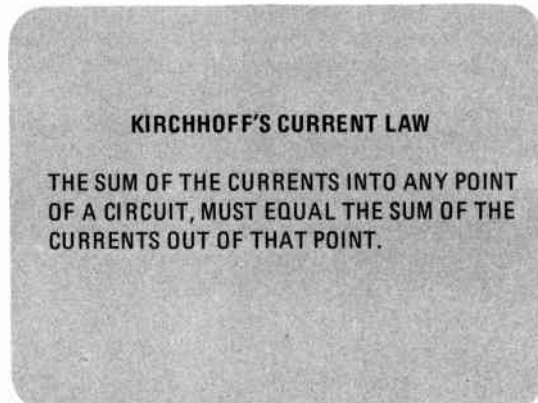 KIRCHHOFF'S CURRENT LAW
THE SUM OF THE CURRENTS INTO ANY POINT
OF A CIRCUIT, MUST EQUAL THE SUM OF THE
CURRENTS OUT OF THAT POINT.